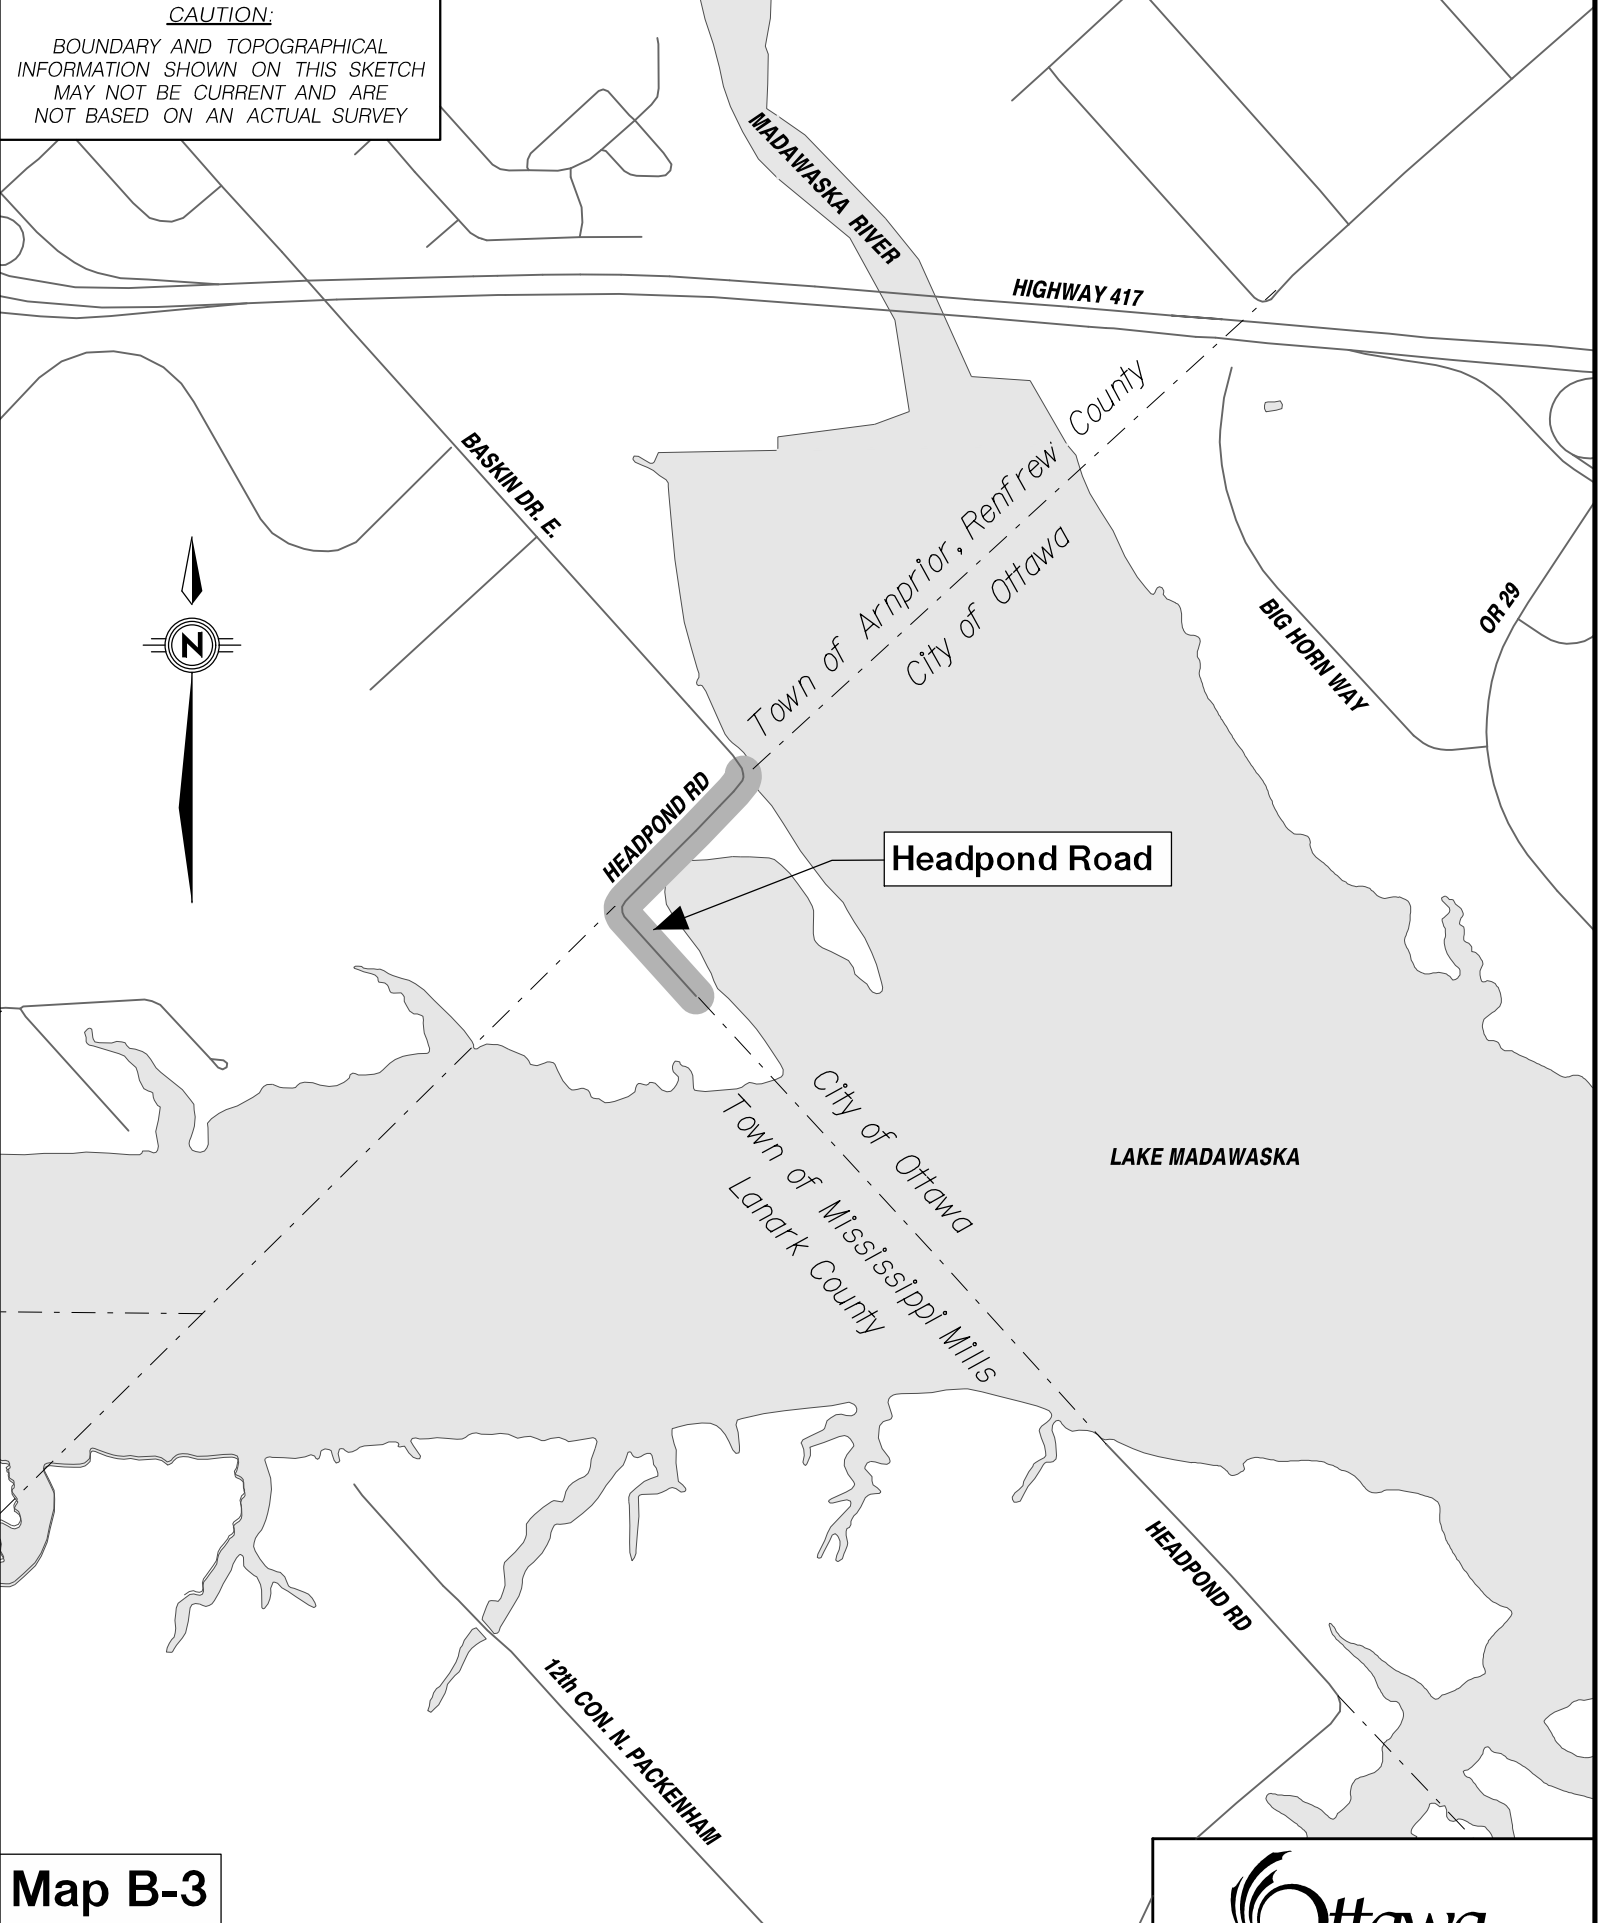 CAUTION:
BOUNDARY AND TOPOGRAPHICAL
INFORMATION SHOWN ON THIS SKETCH
MAY NOT BE CURRENT AND ARE
NOT BASED ON AN ACTUAL SURVEY
MADAWASKA RIVER
HIGHWAY 417
BASKIN DR. E.
Town of Arnprior, Renfrew County
City of Ottawa
BIG HORN WAY
OR 29
N
HEADPOND RD
Headpond Road
City of Ottawa
Town of Mississippi Mills
Lanark County
LAKE MADAWASKA
HEADPOND RD
12th CON. N. PACKENHAM
Map B-3
Ottawa